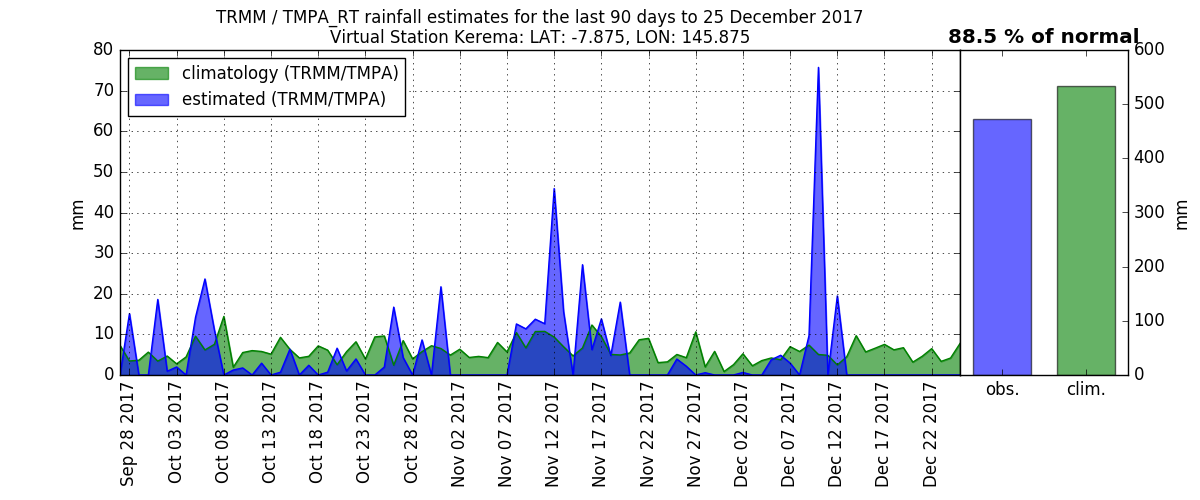 TRMM / TMPA_RT rainfall estimates for the last 90 days to 25 December 2017
Virtual Station Kerema: LAT: -7.875, LON: 145.875
88.5 % of normal
climatology (TRMM/TMPA)
estimated (TRMM/TMPA)
mm
80
70
60
50
40
30
20
10
0
Sep 28 2017
Oct 03 2017
Oct 08 2017
Oct 13 2017
Oct 18 2017
Oct 23 2017
Oct 28 2017
Nov 02 2017
Nov 07 2017
Nov 12 2017
Nov 17 2017
Nov 22 2017
Nov 27 2017
Dec 02 2017
Dec 07 2017
Dec 12 2017
Dec 17 2017
Dec 22 2017
obs.
clim.
600
500
400
300
200
100
0
mm